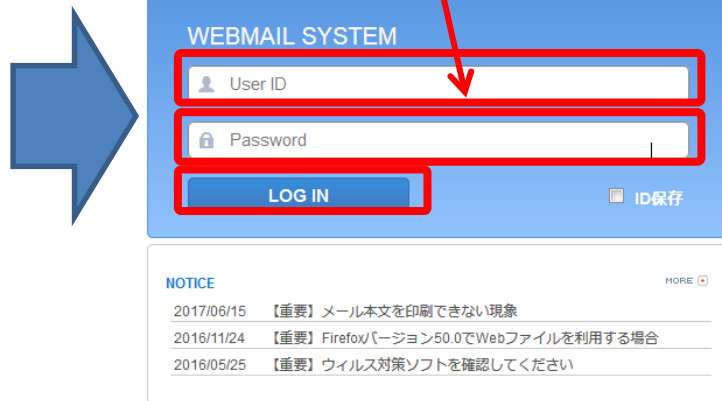 WEBMAIL SYSTEM
User ID
Password
LOG IN
ID保存
NOTICE
MORE
2017/06/15 【重要】メール本文を印刷できない現象
2016/11/24 【重要】Firefoxバージョン50.0でWebファイルを利用する場合
2016/05/25 【重要】ウィルス対策ソフトを確認してください